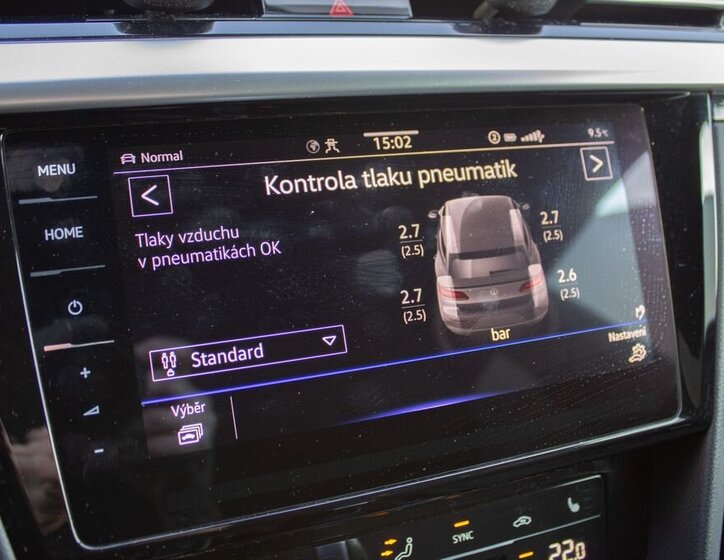 MENU
HOME
Normal
15:02
2
9.5°C
Kontrola tlaku pneumatik
Tlaky vzduchu
v pneumatikách OK
2.7
(2.5)
2.7
(2.5)
2.7
(2.5)
2.6
(2.5)
bar
Standard
Nastavení
Výběr
SYNC
22.0